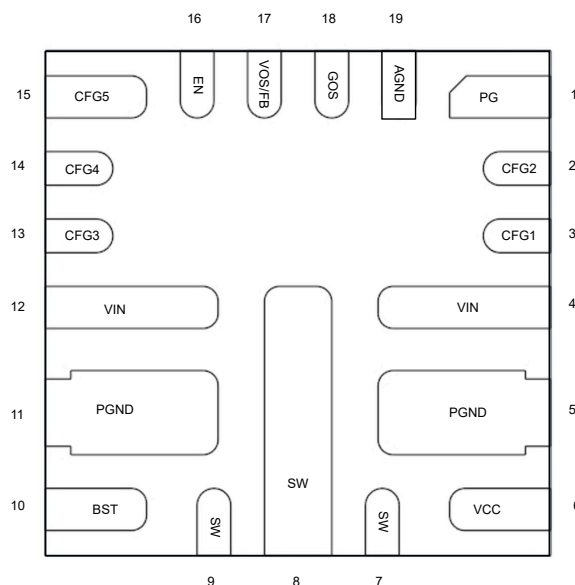 16 17 18 19
15 CFG5 EN VOS/FB GOS AGND PG 1
14 CFG4 CFG2 2
13 CFG3 CFG1 3
12 VIN VIN 4
11 PGND PGND 5
SW
10 BST SW SW VCC 6
9 8 7